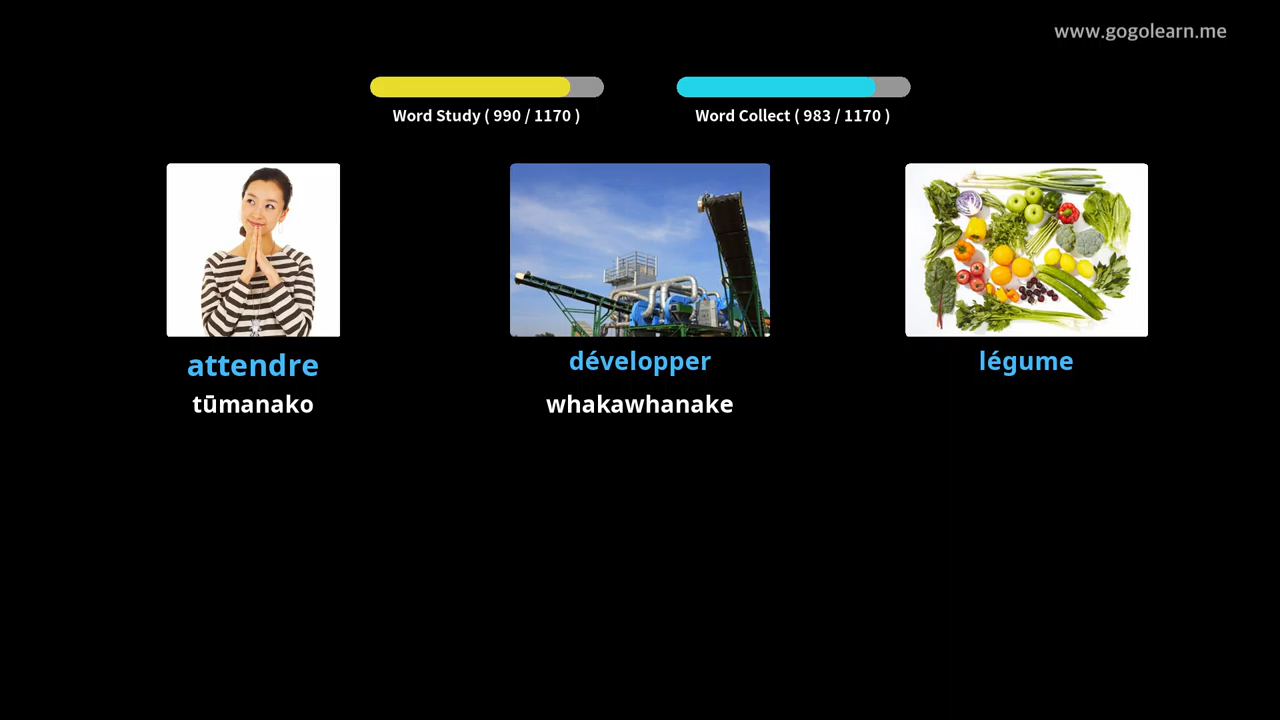 www.gogolearn.me
Word Study ( 990 / 1170 )
Word Collect ( 983 / 1170 )
attendre
développer
légume
tūmanako
whakawhanake